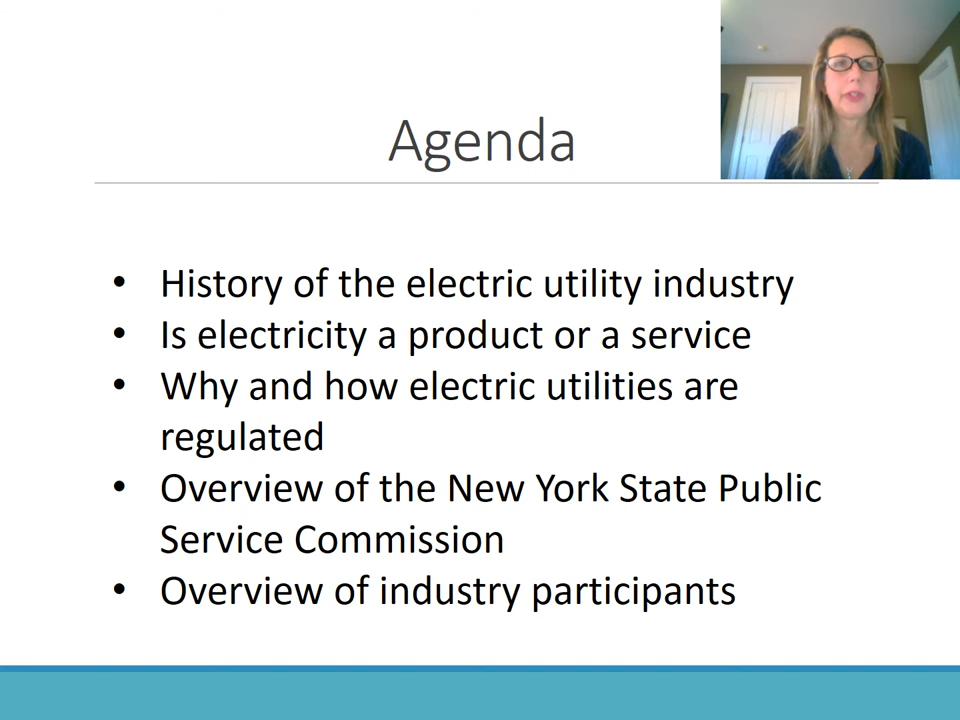 Agenda
• History of the electric utility industry
• Is electricity a product or a service
• Why and how electric utilities are
regulated
• Overview of the New York State Public
Service Commission
• Overview of industry participants